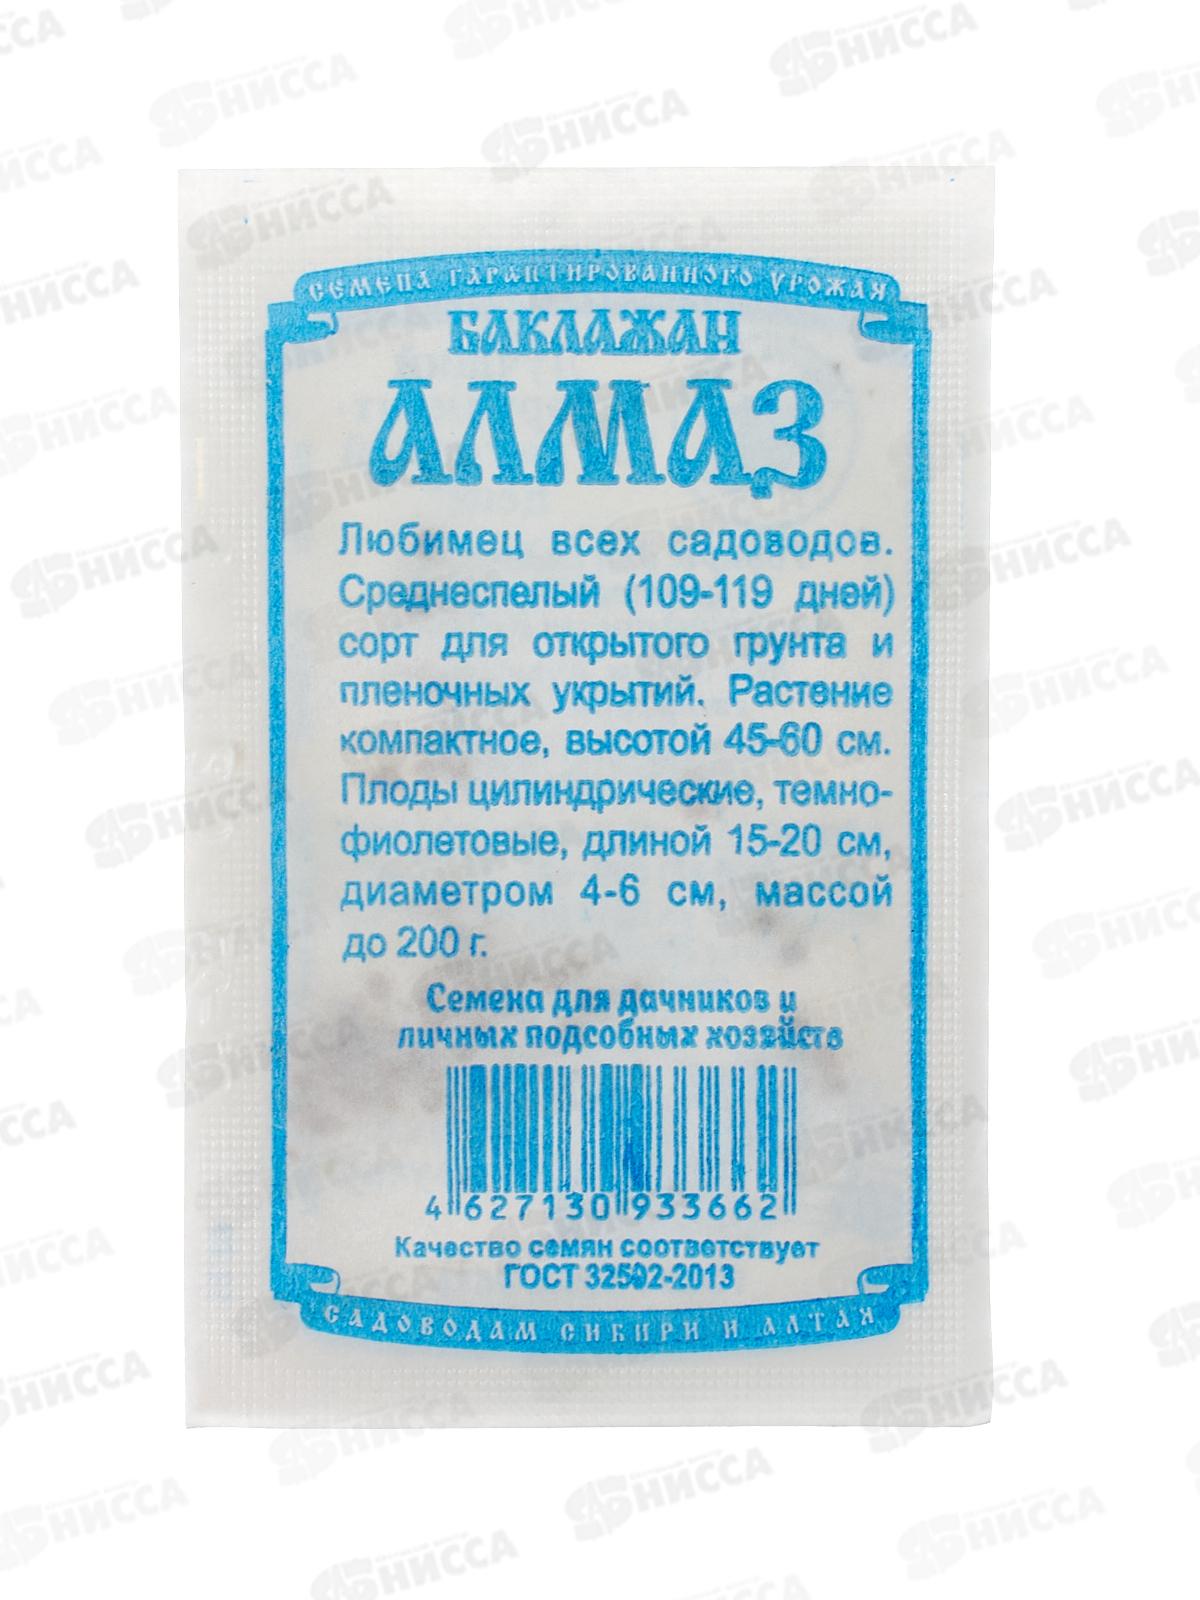 СЕМЕНА ГАРАНТИРОВАННОГО УРОЖАЯ
БАКЛАЖАН
АЛМАЗ
Любимец всех садоводов.
Среднеспелый (109-119 дней)
сорт для открытого грунта и
пленочных укрытий. Растение
компактное, высотой 45-60 см.
Плоды цилиндрические, темно-
фиолетовые, длиной 15-20 см,
диаметром 4-6 см, массой
до 200 г.
Семена для дачников и
личных подсобных хозяйств
4 627130 933662
Качество семян соответствует
ГОСТ 32592-2013
САДОВОДАМ СИБИРИ И АЛТАЯ